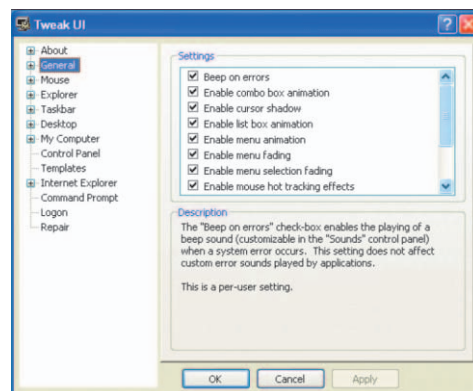 Tweak UI
About
General
Mouse
Explorer
Taskbar
Desktop
My Computer
Control Panel
Templates
Internet Explorer
Command Prompt
Logon
Repair
Settings
Beep on errors
Enable combo box animation
Enable cursor shadow
Enable list box animation
Enable menu animation
Enable menu fading
Enable menu selection fading
Enable mouse hot tracking effects
Description
The "Beep on errors" check-box enables the playing of a
beep sound (customizable in the "Sounds" control panel)
when a system error occurs. This setting does not affect
custom error sounds played by applications.
This is a per-user setting.
OK Cancel Apply